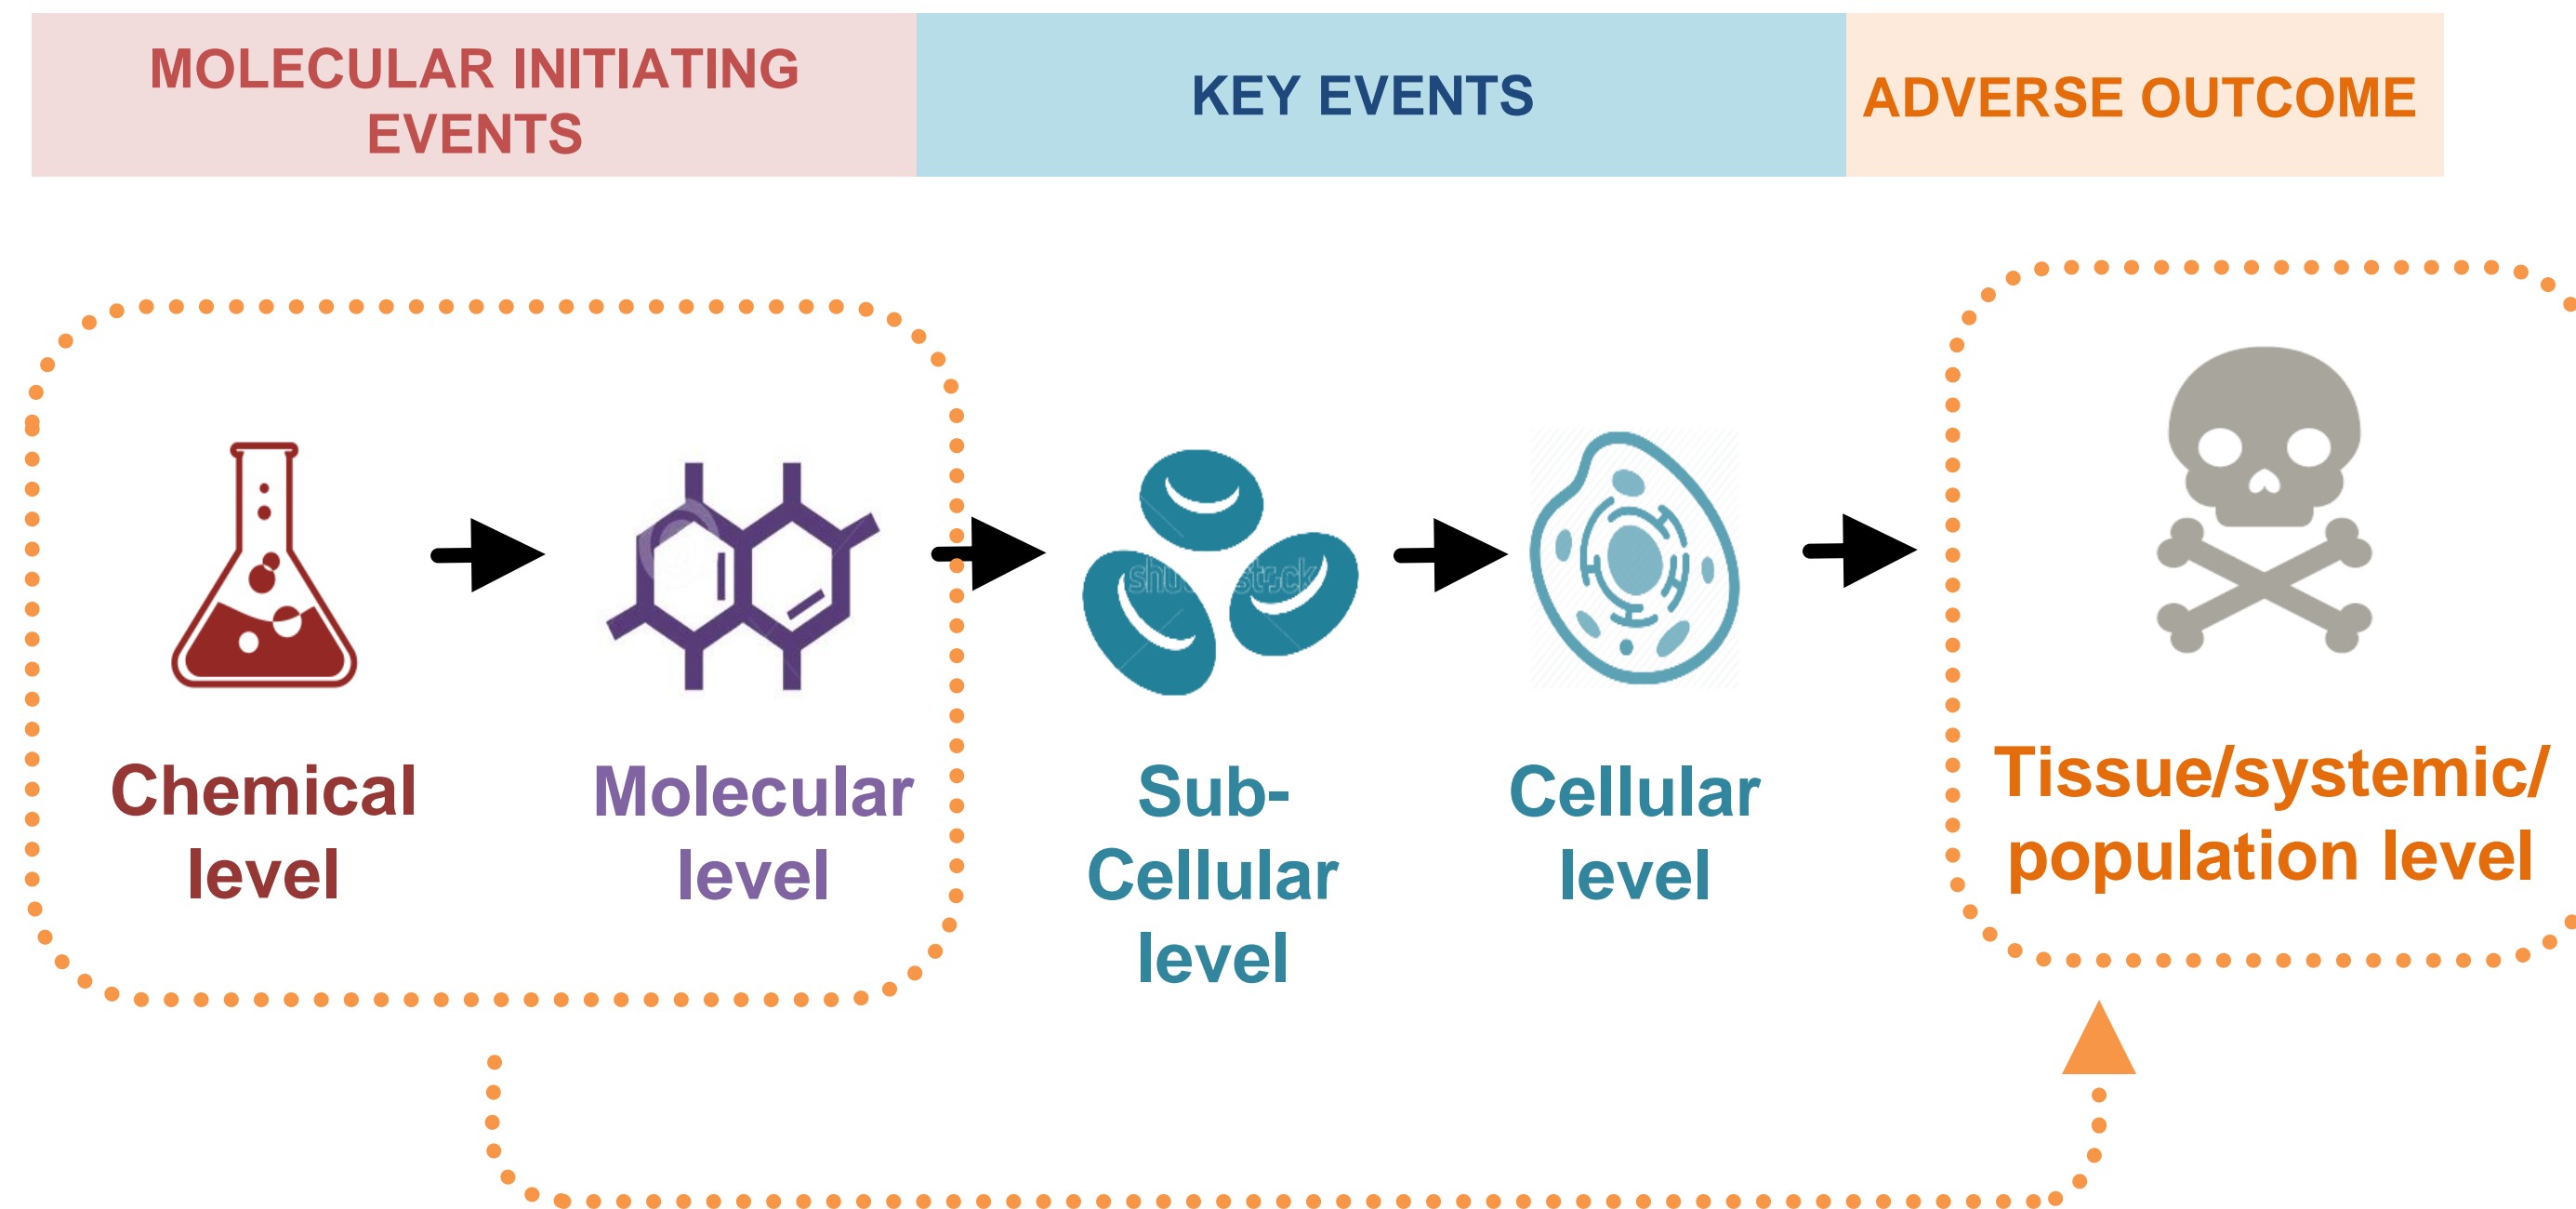 MOLECULAR INITIATING
EVENTS
KEY EVENTS
ADVERSE OUTCOME
Chemical
level
Molecular
level
Sub-
Cellular
level
Cellular
level
Tissue/systemic/
population level